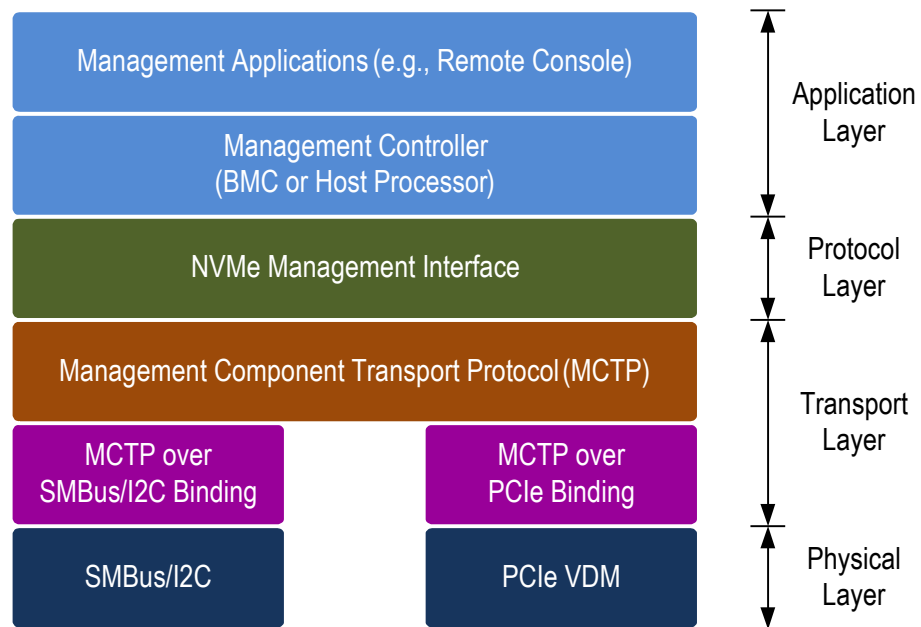 Management Applications (e.g., Remote Console)
Management Controller
(BMC or Host Processor)
Application
Layer
NVMe Management Interface
Protocol
Layer
Management Component Transport Protocol (MCTP)
MCTP over
SMBus/I2C Binding
MCTP over
PCIe Binding
Transport
Layer
SMBus/I2C
PCIe VDM
Physical
Layer